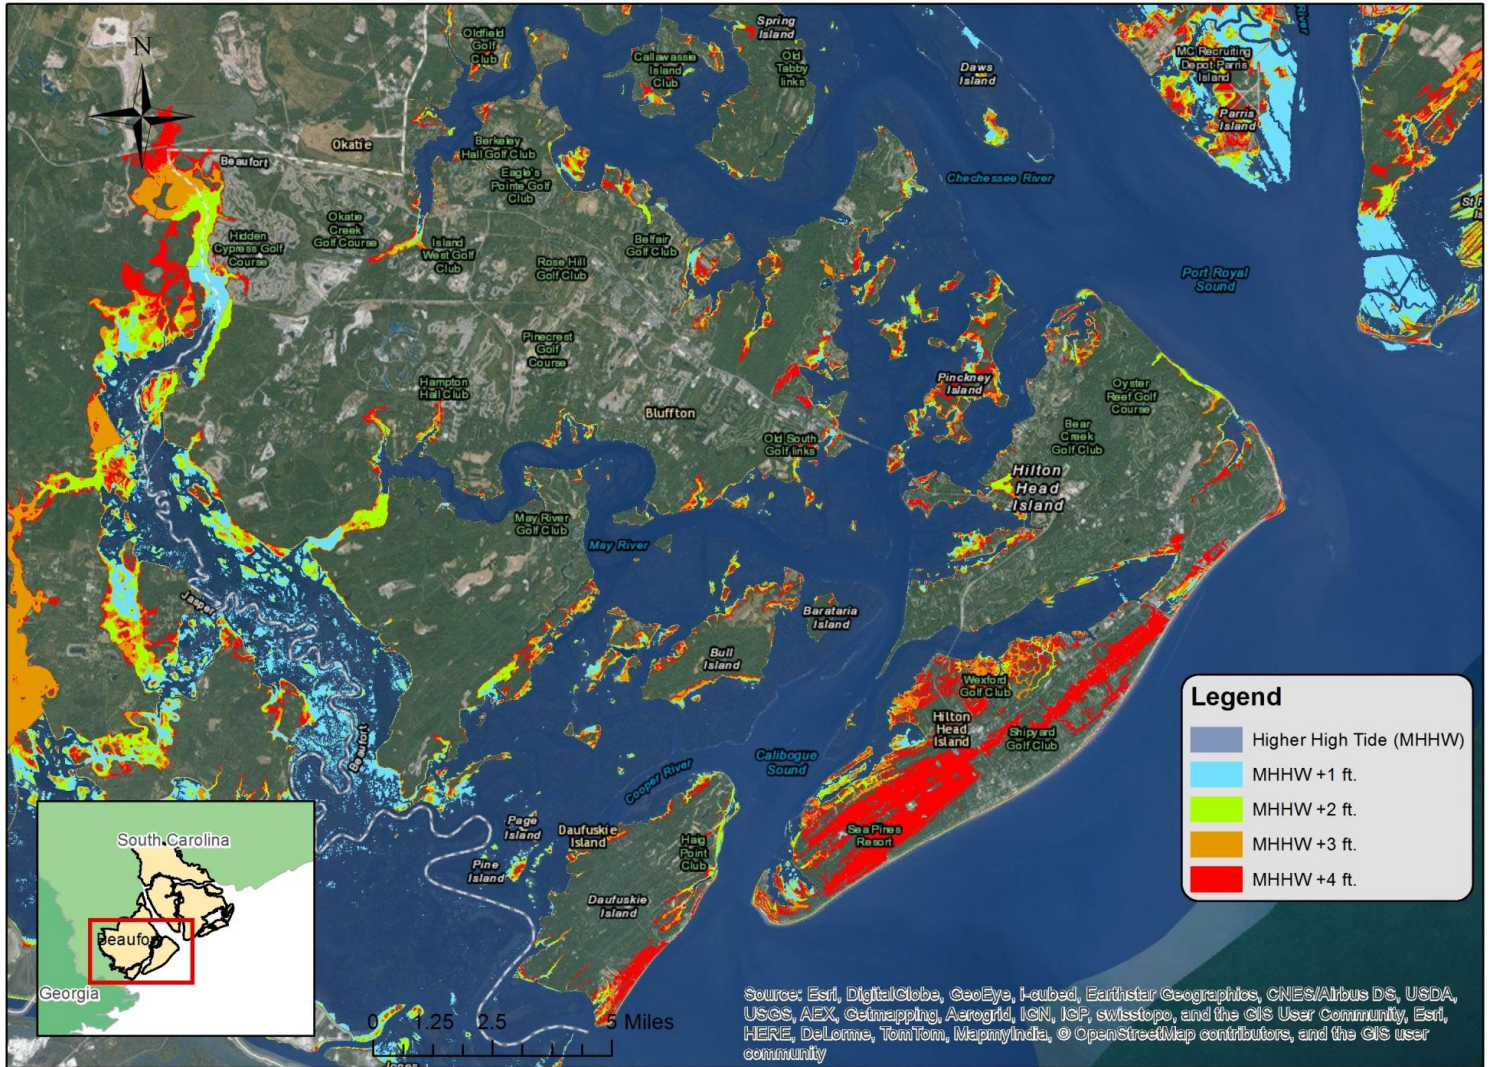 N
Oldfield
Golf
Club
Callawassie
Island
Club
Spring
Island
Old
Tabby
links
Daws
Island
MC Recruiting
Depot Parris
Island
Parris
Island
River
Beaufort
Okatie
Berkeley
Hall Golf Club
Eagle's
Pointe Golf
Club
Chechessee River
Hidden
Cypress Golf
Course
Okatie
Creek
Golf Course
Island
West Golf
Club
Belfair
Golf Club
Rose Hill
Golf Club
Port Royal
Sound
Pinecrest
Golf
Course
Hampton
Hall Club
Bluffton
Pinckney
Island
Oyster
Reef Golf
Course
Bear
Creek
Golf Club
Old South
Golf links
Hilton
Head
Island
May River
Golf Club
May River
Jasper
Beaufort
Barataria
Island
Bull
Island
Wexford
Golf Club
Hilton
Head
Island
Shipyard
Golf Club
Calibogue
Sound
Cooper River
Page
Island
Pine
Island
Daufuskie
Island
Haig
Point
Club
Sea Pines
Resort
Daufuskie
Island
Legend
Higher High Tide (MHHW)
MHHW +1 ft.
MHHW +2 ft.
MHHW +3 ft.
MHHW +4 ft.
South Carolina
Beaufo
Georgia
0 1.25 2.5 5 Miles
Source: Esri, DigitalGlobe, GeoEye, i-cubed, Earthstar Geographics, CNES/Airbus DS, USDA,
USGS, AEX, Getmapping, Aerogrid, IGN, IGP, swisstopo, and the GIS User Community, Esri,
HERE, DeLorme, TomTom, MapmyIndia, © OpenStreetMap contributors, and the GIS user
community